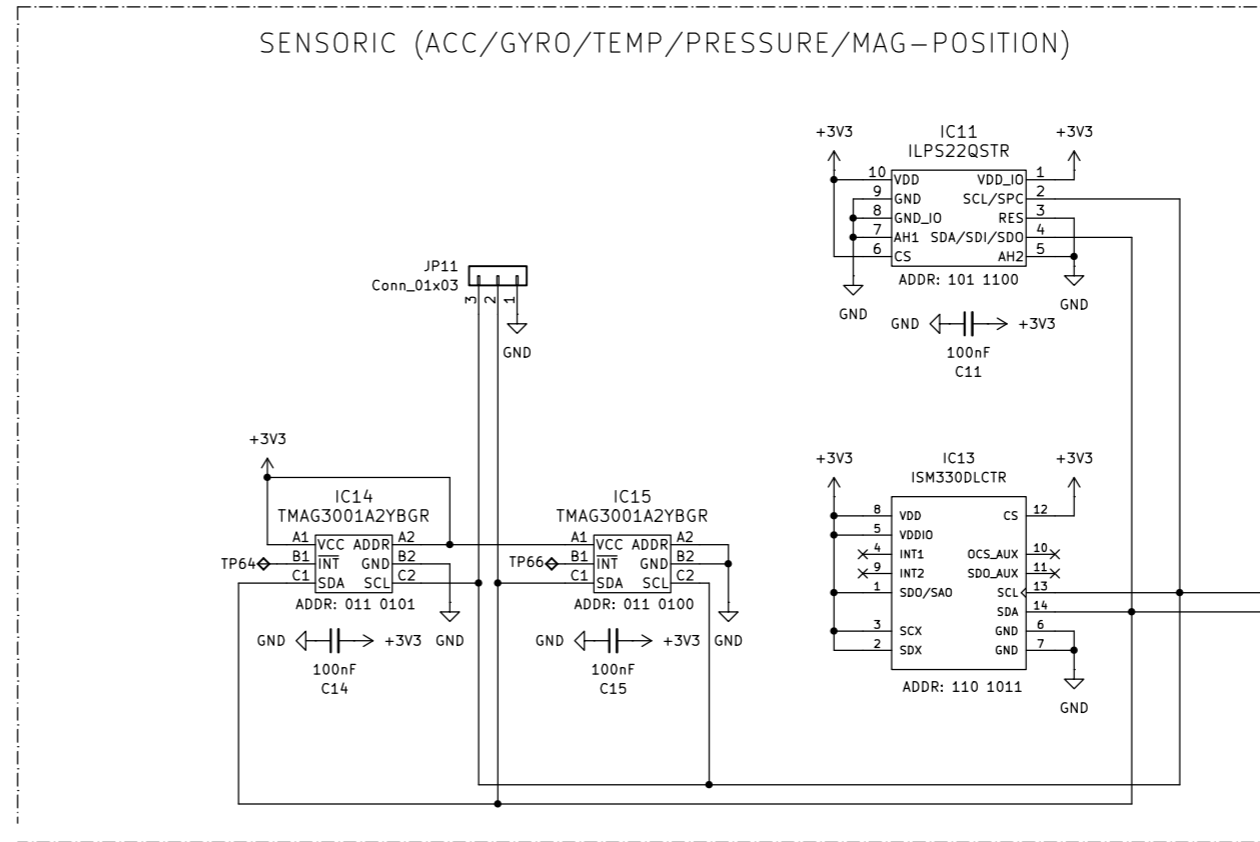 SENSORIC (ACC/GYRO/TEMP/PRESSURE/MAG-POSITION)
+3V3
IC11
ILPS22QSTR
+3V3
10 VDD VDD_IO 1
9 GND SCL/SPC 2
8 GND_IO RES 3
7 AH1 SDA/SDI/SDO 4
6 CS AH2 5
ADDR: 101 1100
GND
GND
GND +3V3
100nF
C11
JP11
Conn_01x03
3 2 1
GND
+3V3
IC14
TMAG3001A2YBGR
A1 VCC ADDR A2
TP64 B1 INT GND B2
C1 SDA SCL C2
ADDR: 011 0101
GND +3V3 GND
100nF
C14
IC15
TMAG3001A2YBGR
A1 VCC ADDR A2
TP66 B1 INT GND B2
C1 SDA SCL C2
ADDR: 011 0100
GND +3V3 GND
100nF
C15
+3V3
IC13
ISM330DLCTR
+3V3
8 VDD CS 12
5 VDDIO
4 INT1 OCS_AUX 10
9 INT2 SDO_AUX 11
1 SDO/SAO SCL 13
SDA 14
3 SCX GND 6
2 SDX GND 7
ADDR: 110 1011
GND